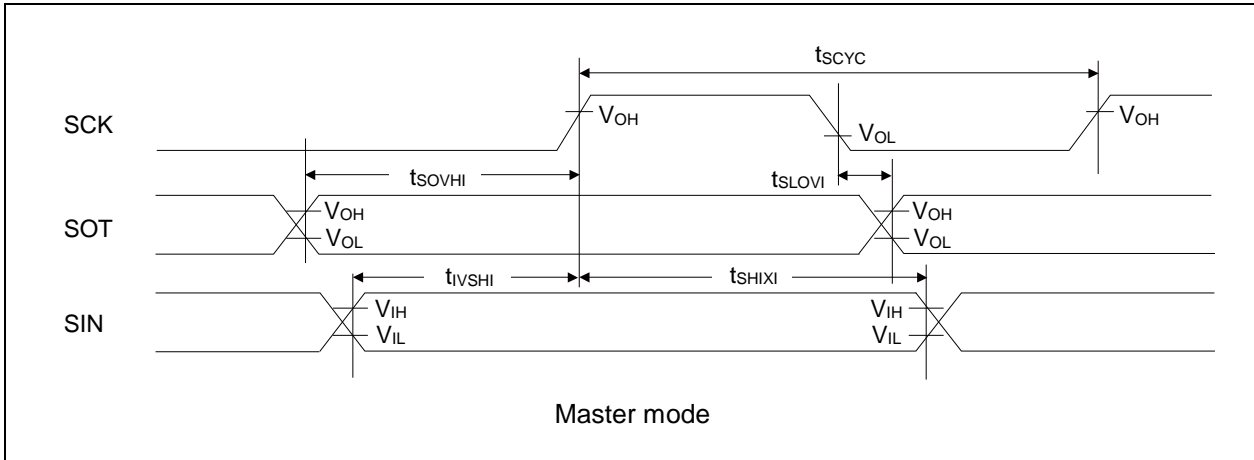 tSCYC
SCK
VOH
VOL
VOH
tSOVHI
tSLOVI
SOT
VOH
VOL
VOH
VOL
tIVSHI
tSHIXI
SIN
VIH
VIL
VIH
VIL
Master mode